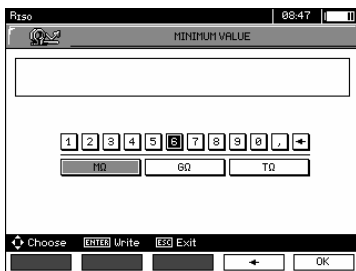 RISO 08:47
MINIMUM VALUE
1 2 3 4 5 6 7 8 9 0 , ←
MΩ GΩ TΩ
Choose ENTER Write ESC Exit
← OK